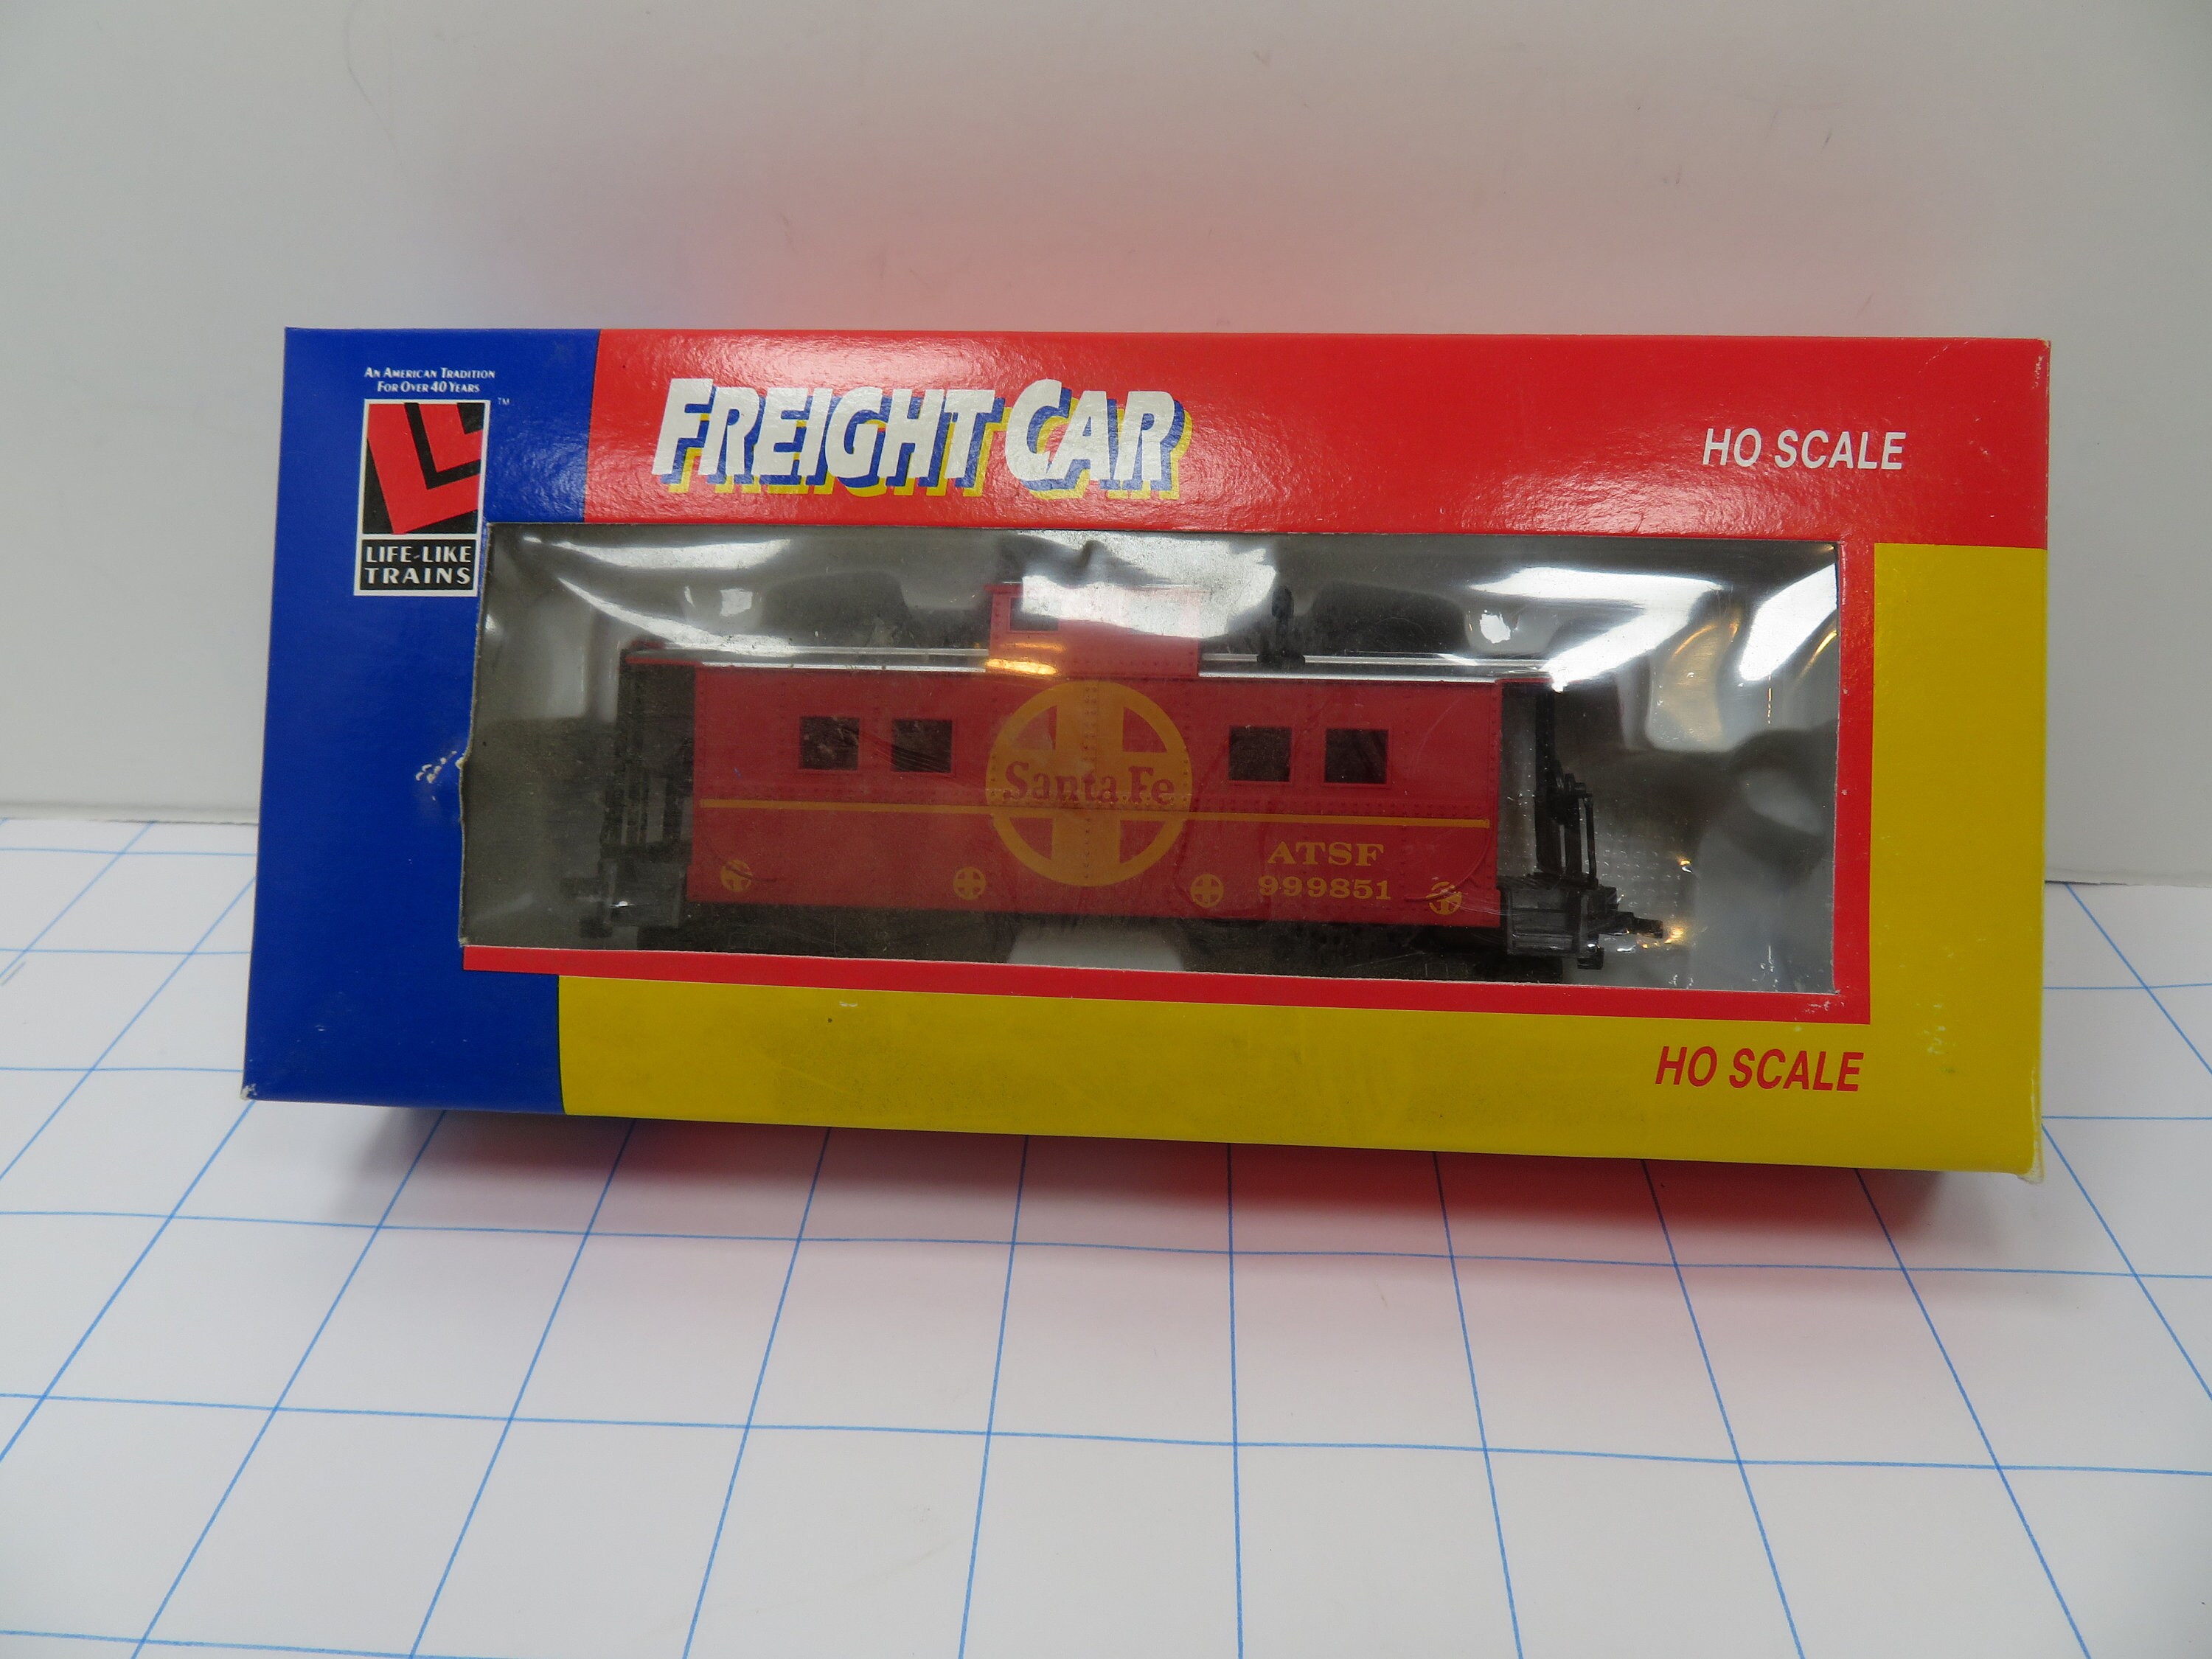 AN AMERICAN TRADITION
FOR OVER 40 YEARS
TM
LIFE-LIKE
TRAINS
FREIGHT CAR
HO SCALE
Santa Fe
ATSF
999851
HO SCALE